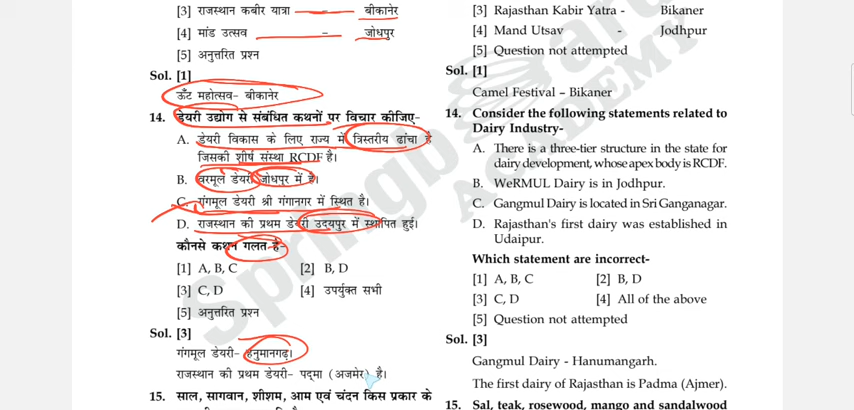 [3] राजस्थान कबीर यात्रा - बीकानेर
[4] मांड उत्सव - जोधपुर
[5] अनुत्तरित प्रश्न
Sol. [1]
ऊँट महोत्सव- बीकानेर
14. डेयरी उद्योग से संबंधित कथनों पर विचार कीजिए-
A. डेयरी विकास के लिए राज्य में त्रिस्तरीय ढांचा है
जिसकी शीर्ष संस्था RCDF है।
B. वरमूल डेयरी जोधपुर में है।
C. गंगमूल डेयरी श्री गंगानगर में स्थित है।
D. राजस्थान की प्रथम डेयरी उदयपुर में स्थापित हुई।
कौनसे कथन गलत है-
[1] A, B, C [2] B, D
[3] C, D [4] उपर्युक्त सभी
[5] अनुत्तरित प्रश्न
Sol. [3]
गंगमूल डेयरी- हनुमानगढ़।
राजस्थान की प्रथम डेयरी- पद्मा (अजमेर) है।
15. साल, सागवान, शीशम, आम एवं चंदन किस प्रकार के
[3] Rajasthan Kabir Yatra - Bikaner
[4] Mand Utsav - Jodhpur
[5] Question not attempted
Sol. [1]
Camel Festival – Bikaner
14. Consider the following statements related to
Dairy Industry-
A. There is a three-tier structure in the state for
dairy development, whose apex body is RCDF.
B. WeRMUL Dairy is in Jodhpur.
C. Gangmul Dairy is located in Sri Ganganagar.
D. Rajasthan's first dairy was established in
Udaipur.
Which statement are incorrect-
[1] A, B, C [2] B, D
[3] C, D [4] All of the above
[5] Question not attempted
Sol. [3]
Gangmul Dairy - Hanumangarh.
The first dairy of Rajasthan is Padma (Ajmer).
15. Sal, teak, rosewood, mango and sandalwood